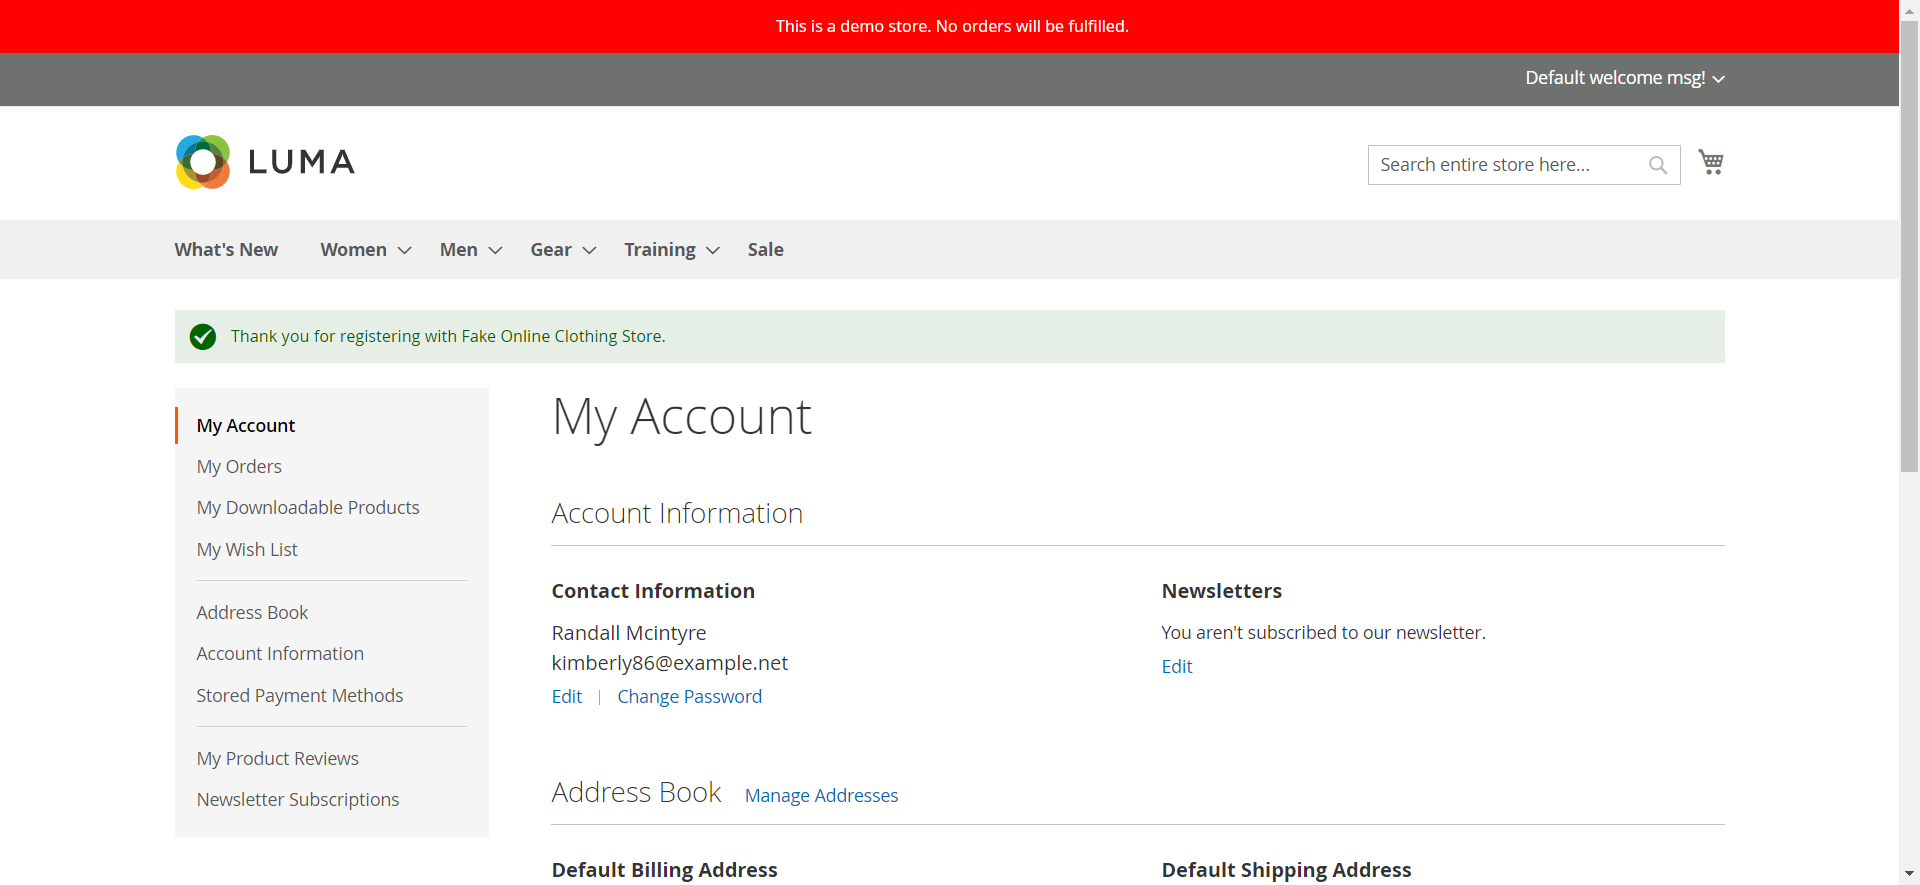 This is a demo store. No orders will be fulfilled.
Default welcome msg!
LUMA
Search entire store here...
What's New Women Men Gear Training Sale
Thank you for registering with Fake Online Clothing Store.
My Account
My Orders
My Downloadable Products
My Wish List
Address Book
Account Information
Stored Payment Methods
My Product Reviews
Newsletter Subscriptions
My Account
Account Information
Contact Information
Randall Mcintyre
kimberly86@example.net
Edit | Change Password
Newsletters
You aren't subscribed to our newsletter.
Edit
Address Book Manage Addresses
Default Billing Address
Default Shipping Address